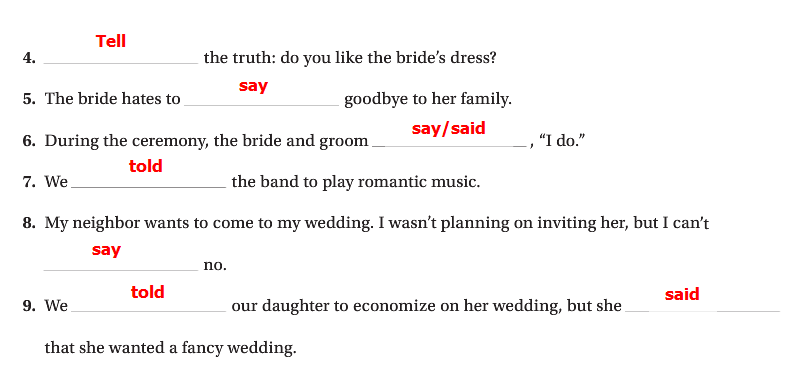 4. Tell the truth: do you like the bride’s dress?
5. The bride hates to say goodbye to her family.
6. During the ceremony, the bride and groom say/said, “I do.”
7. We told the band to play romantic music.
8. My neighbor wants to come to my wedding. I wasn’t planning on inviting her, but I can’t
say no.
9. We told our daughter to economize on her wedding, but she said
that she wanted a fancy wedding.